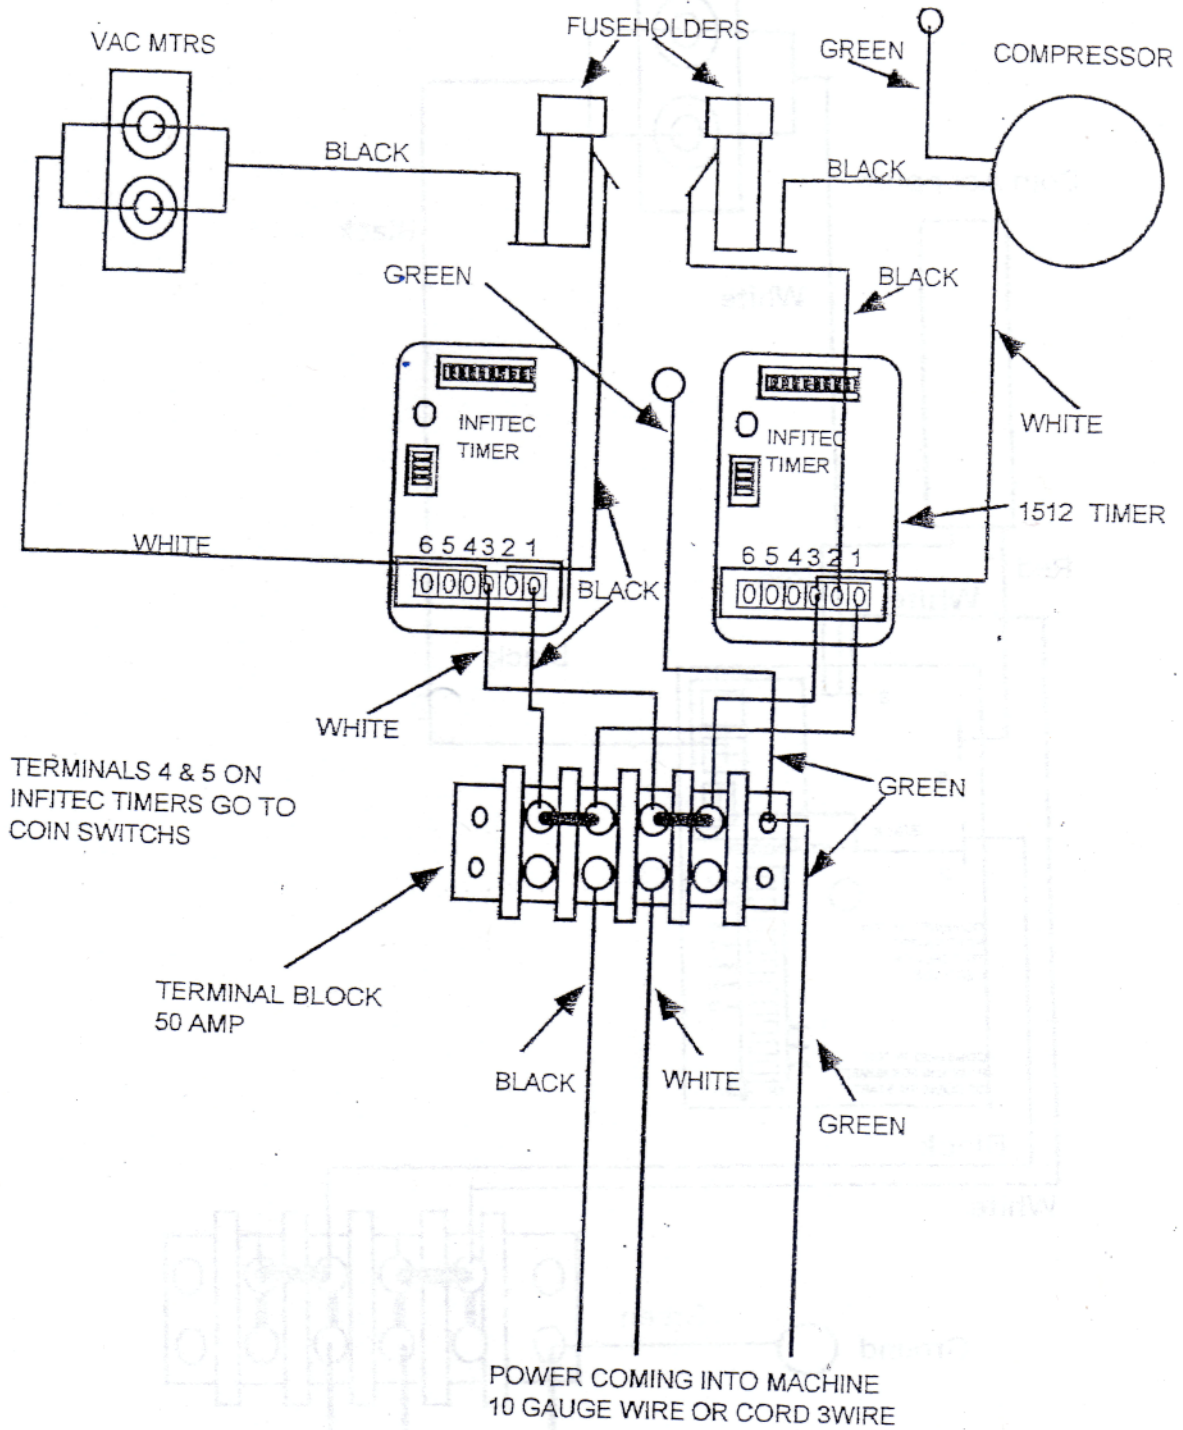 FUSEHOLDERS
VAC MTRS
GREEN
COMPRESSOR
BLACK
BLACK
GREEN
BLACK
WHITE
INFITEC
TIMER
INFITEC
TIMER
1512 TIMER
WHITE
6 5 4 3 2 1
6 5 4 3 2 1
BLACK
WHITE
TERMINALS 4 & 5 ON
INFITEC TIMERS GO TO
COIN SWITCHS
GREEN
TERMINAL BLOCK
50 AMP
BLACK
WHITE
GREEN
POWER COMING INTO MACHINE
10 GAUGE WIRE OR CORD 3WIRE